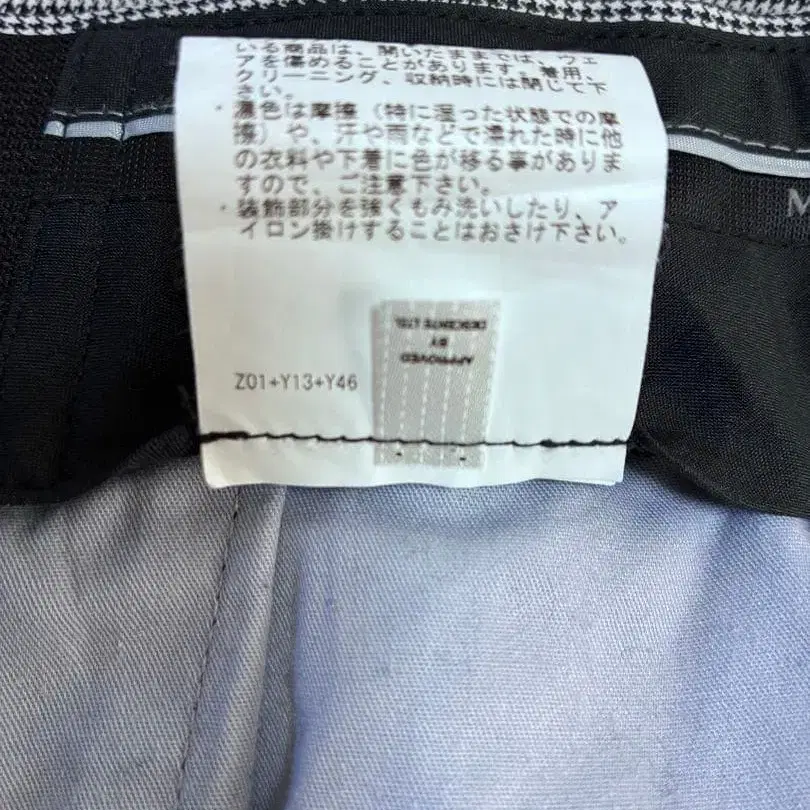 いる商品は、開いたままでは、ウェ
アを傷めることがあります。着用、
クリーニング、収納時には閉じて下
さい。
・濃色は摩擦（特に湿った状態での摩
擦）や、汗や雨などで濡れた時に他
の衣料や下着に色が移る事がありま
すので、ご注意下さい。
・装飾部分を強くもみ洗いしたり、ア
イロン掛けすることはおさけ下さい。
M
APPROVED
BY
DESCENTE LTD.
Z01+Y13+Y46